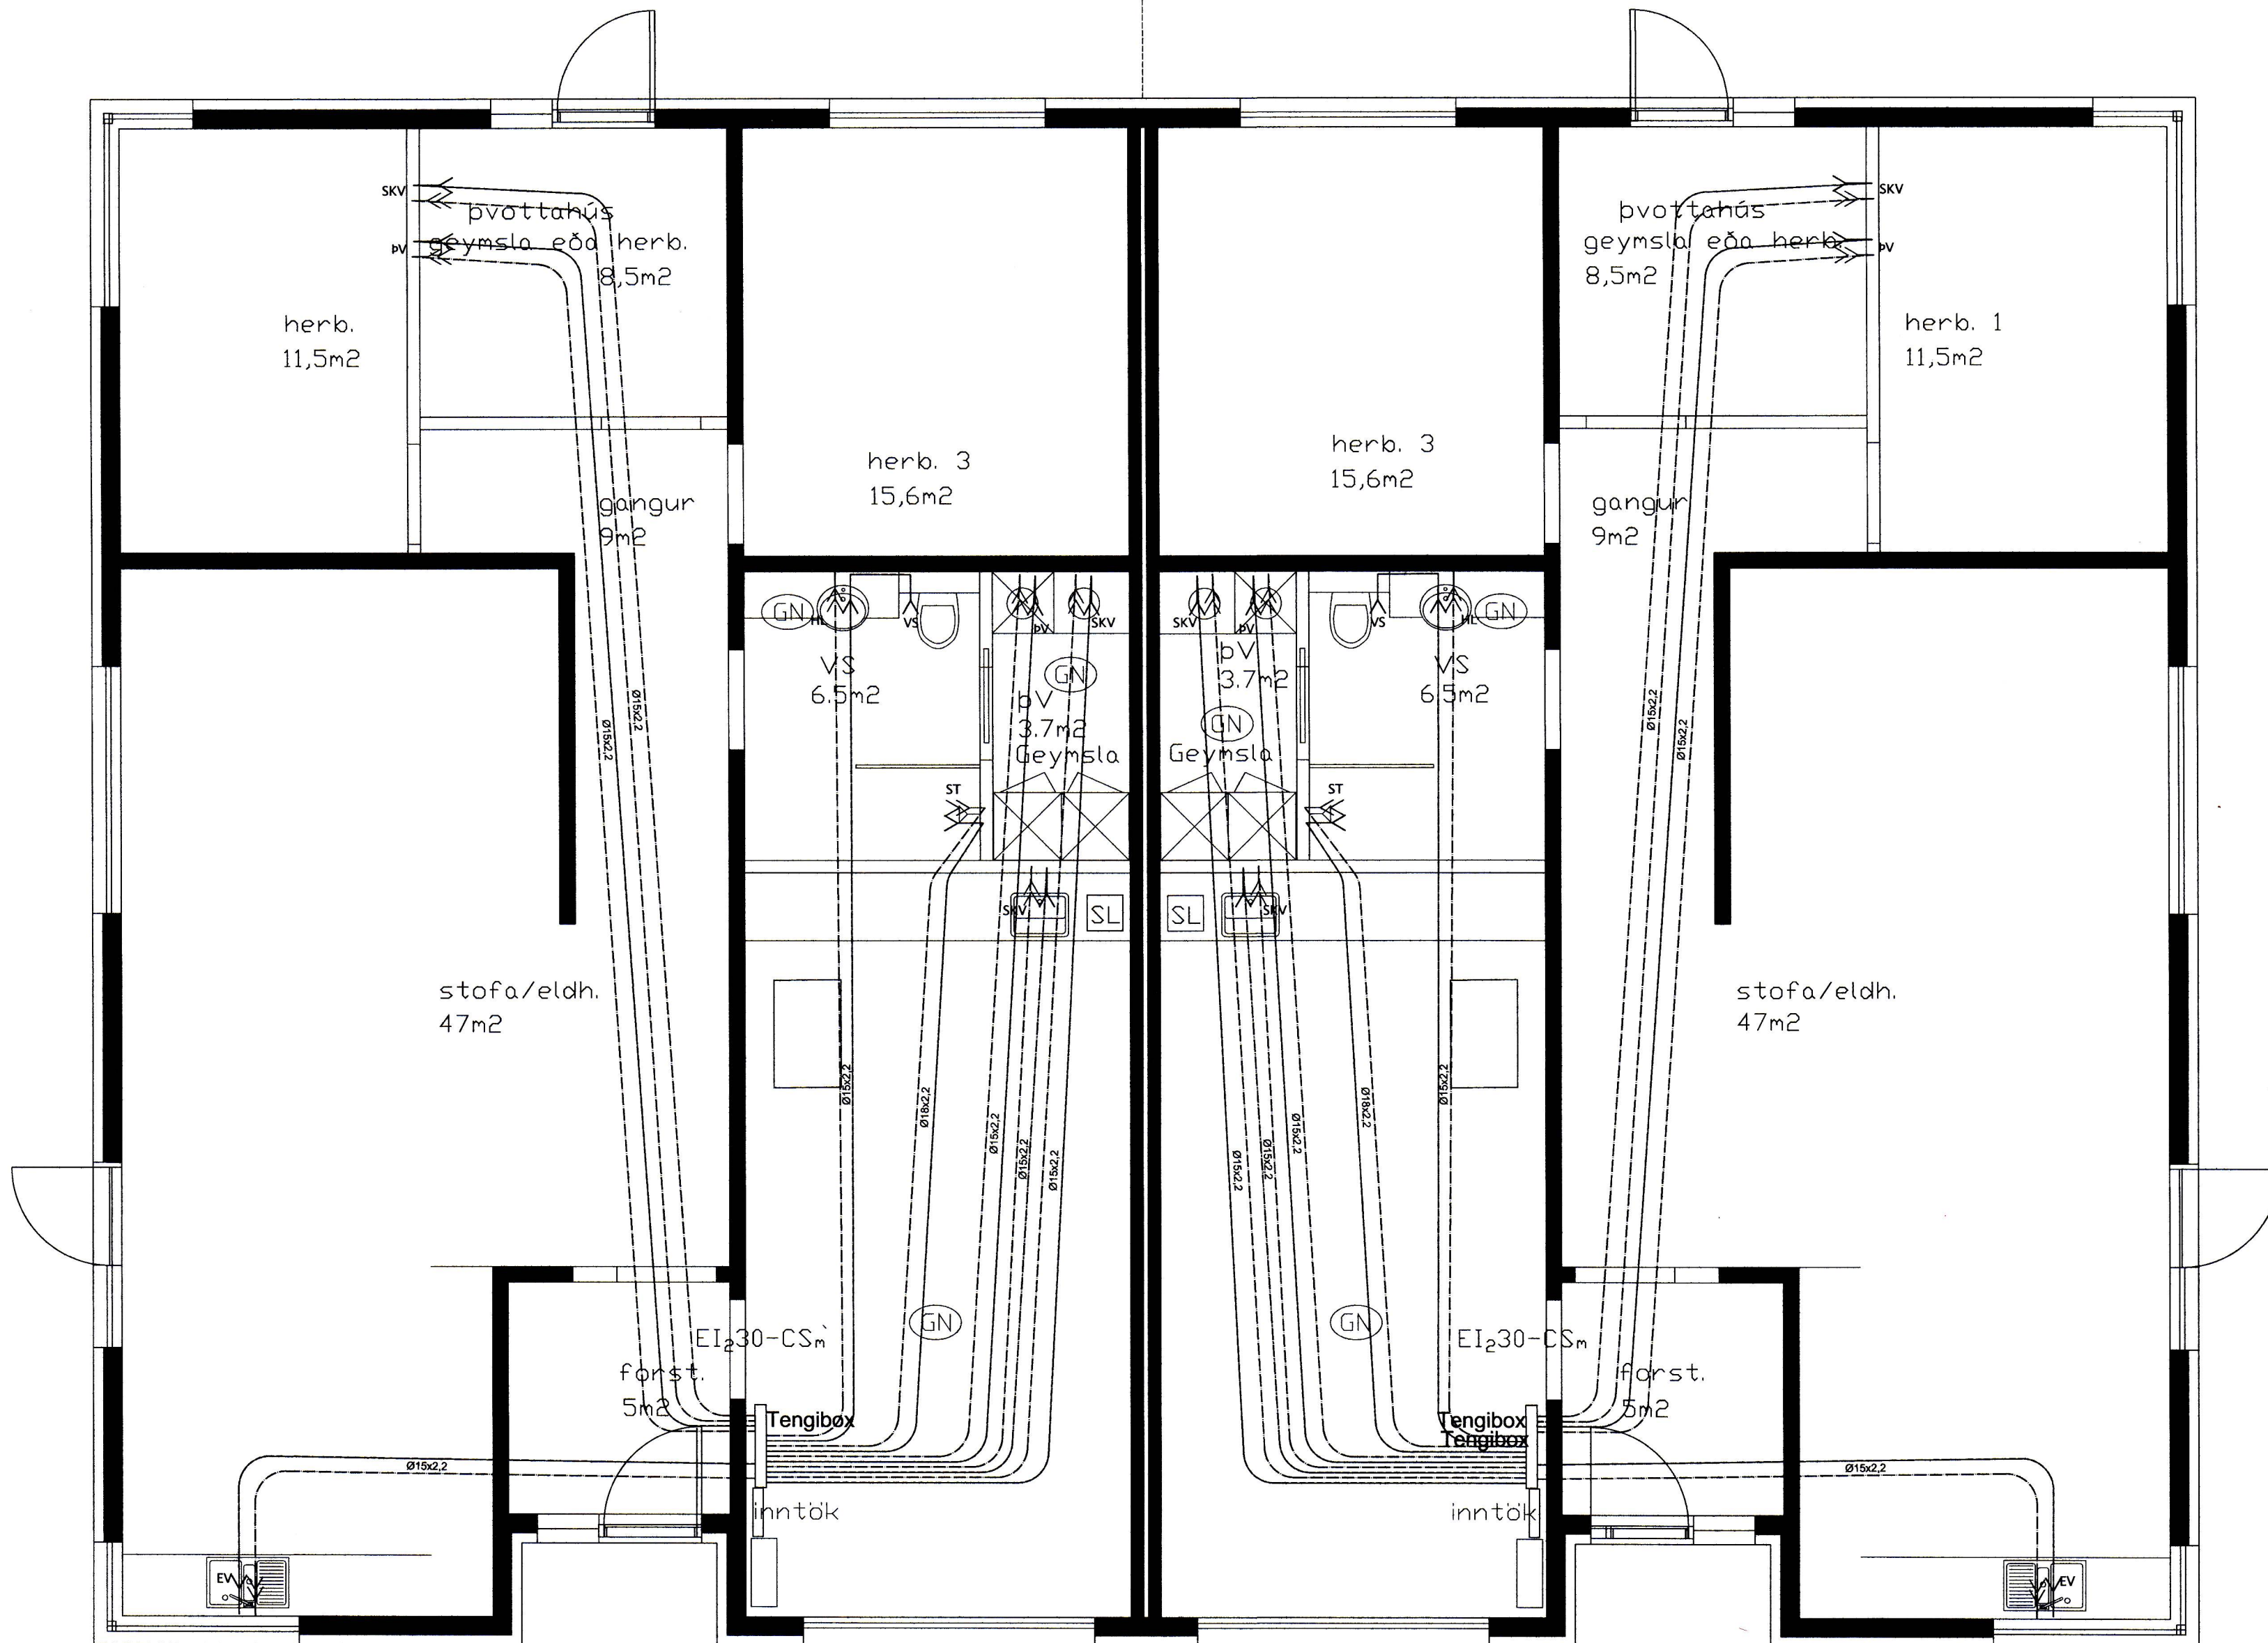 SKV
þvottahús
geymsla eða herb.
8,5m2
þV
herb.
11,5m2
herb. 3
15,6m2
gangur
9m2
SKV
þvottahús
geymsla eða herb.
8,5m2
þV
herb. 1
11,5m2
herb. 3
15,6m2
gangur
9m2
GN
HL
VS
þV
SKV
VS
6.5m2
GN
þV
3.7m2
Geymsla
ST
SKV
SL
SKV
þV
VS
HL
GN
þV
3.7m2
VS
6.5m2
GN
Geymsla
ST
SL
SKV
Ø15x2,2
Ø15x2,2
Ø15x2,2
Ø15x2,2
stofa/eldh.
47m2
stofa/eldh.
47m2
Ø15x2,2
Ø18x2,2
Ø15x2,2
Ø15x2,2
Ø15x2,2
Ø15x2,2
Ø15x2,2
Ø15x2,2
Ø18x2,2
Ø15x2,2
GN
GN
EI₂30-CSm
forst.
5m2
EI₂30-CSm
forst.
5m2
Tengibox
Tengibox
Tengibox
Ø15x2,2
Ø15x2,2
inntök
inntök
EV
EV